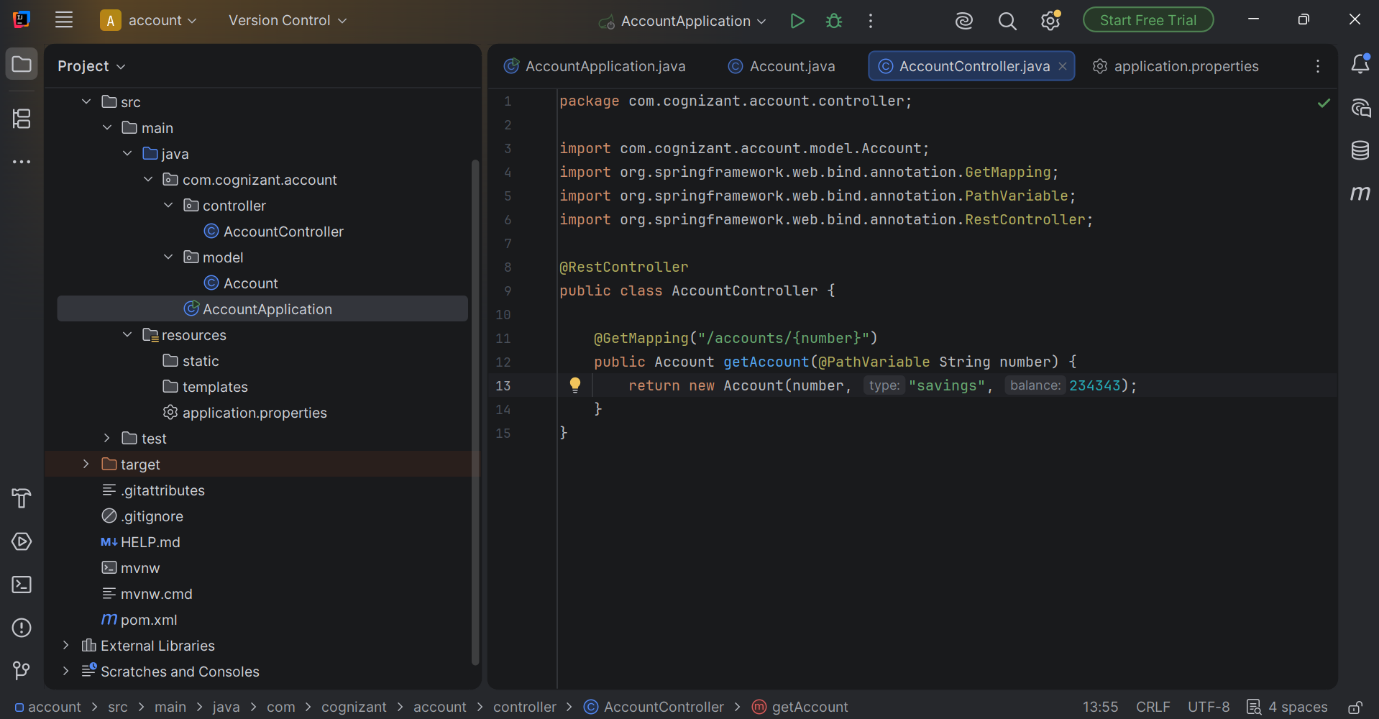 A account Version Control AccountApplication Start Free Trial
Project
src
main
java
com.cognizant.account
controller
AccountController
model
Account
AccountApplication
resources
static
templates
application.properties
test
target
.gitattributes
.gitignore
M↓ HELP.md
mvnw
mvnw.cmd
m pom.xml
External Libraries
Scratches and Consoles
AccountApplication.java Account.java AccountController.java application.properties
1 package com.cognizant.account.controller;
2
3 import com.cognizant.account.model.Account;
4 import org.springframework.web.bind.annotation.GetMapping;
5 import org.springframework.web.bind.annotation.PathVariable;
6 import org.springframework.web.bind.annotation.RestController;
7
8 @RestController
9 public class AccountController {
10
11 @GetMapping("/accounts/{number}")
12 public Account getAccount(@PathVariable String number) {
13 return new Account(number, type: "savings", balance: 234343);
14 }
15 }
m
account > src > main > java > com > cognizant > account > controller > AccountController > getAccount 13:55 CRLF UTF-8 4 spaces